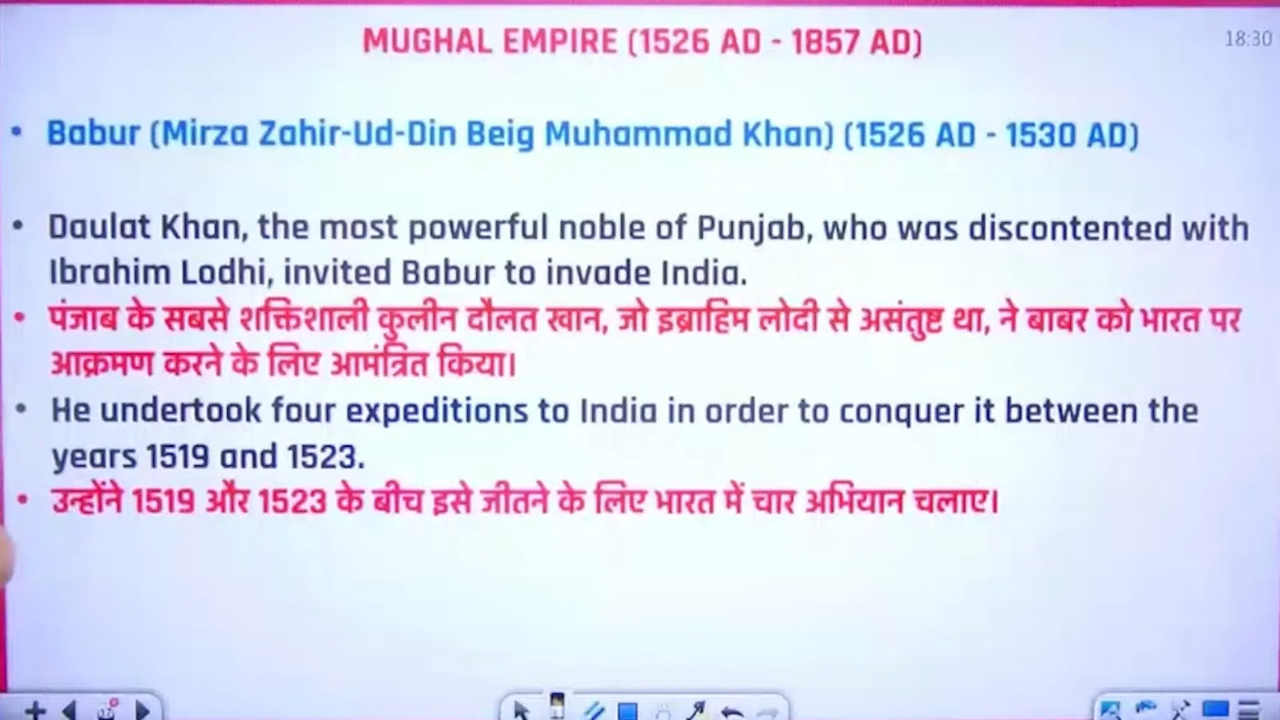 MUGHAL EMPIRE (1526 AD - 1857 AD)
18:30
• Babur (Mirza Zahir-Ud-Din Beig Muhammad Khan) (1526 AD - 1530 AD)
• Daulat Khan, the most powerful noble of Punjab, who was discontented with
Ibrahim Lodhi, invited Babur to invade India.
• पंजाब के सबसे शक्तिशाली कुलीन दौलत खान, जो इब्राहिम लोदी से असंतुष्ट था, ने बाबर को भारत पर
आक्रमण करने के लिए आमंत्रित किया।
• He undertook four expeditions to India in order to conquer it between the
years 1519 and 1523.
• उन्होंने 1519 और 1523 के बीच इसे जीतने के लिए भारत में चार अभियान चलाए।